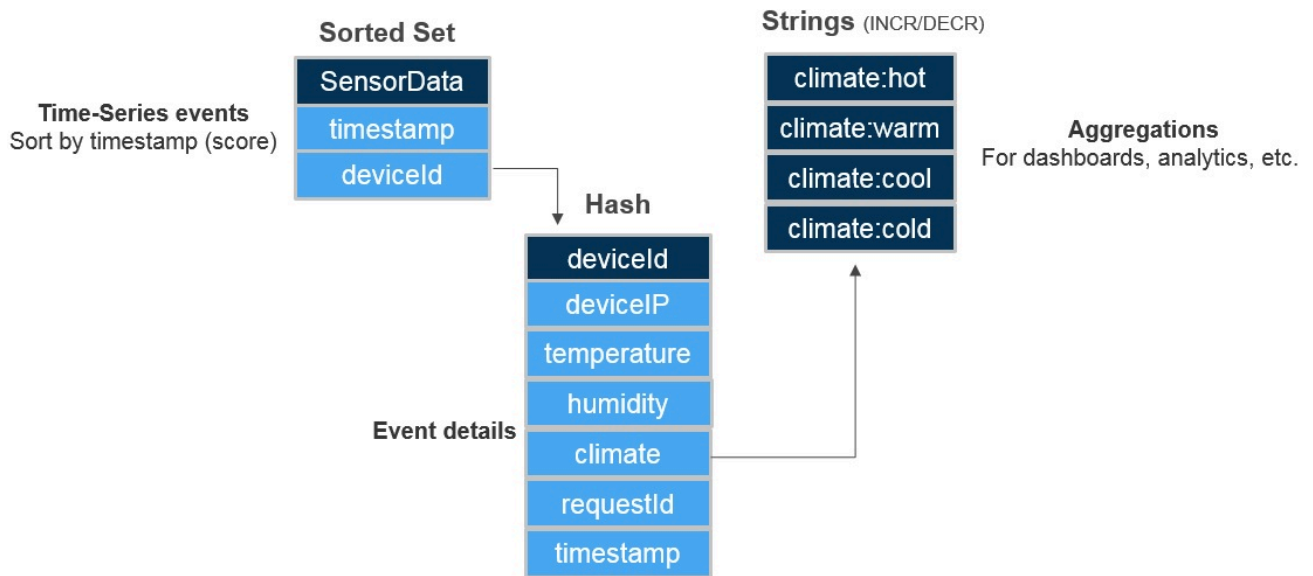 Sorted Set
SensorData
timestamp
deviceId
Time-Series events
Sort by timestamp (score)
Hash
deviceId
deviceIP
temperature
humidity
climate
requestId
timestamp
Event details
Strings (INCR/DECR)
climate:hot
climate:warm
climate:cool
climate:cold
Aggregations
For dashboards, analytics, etc.